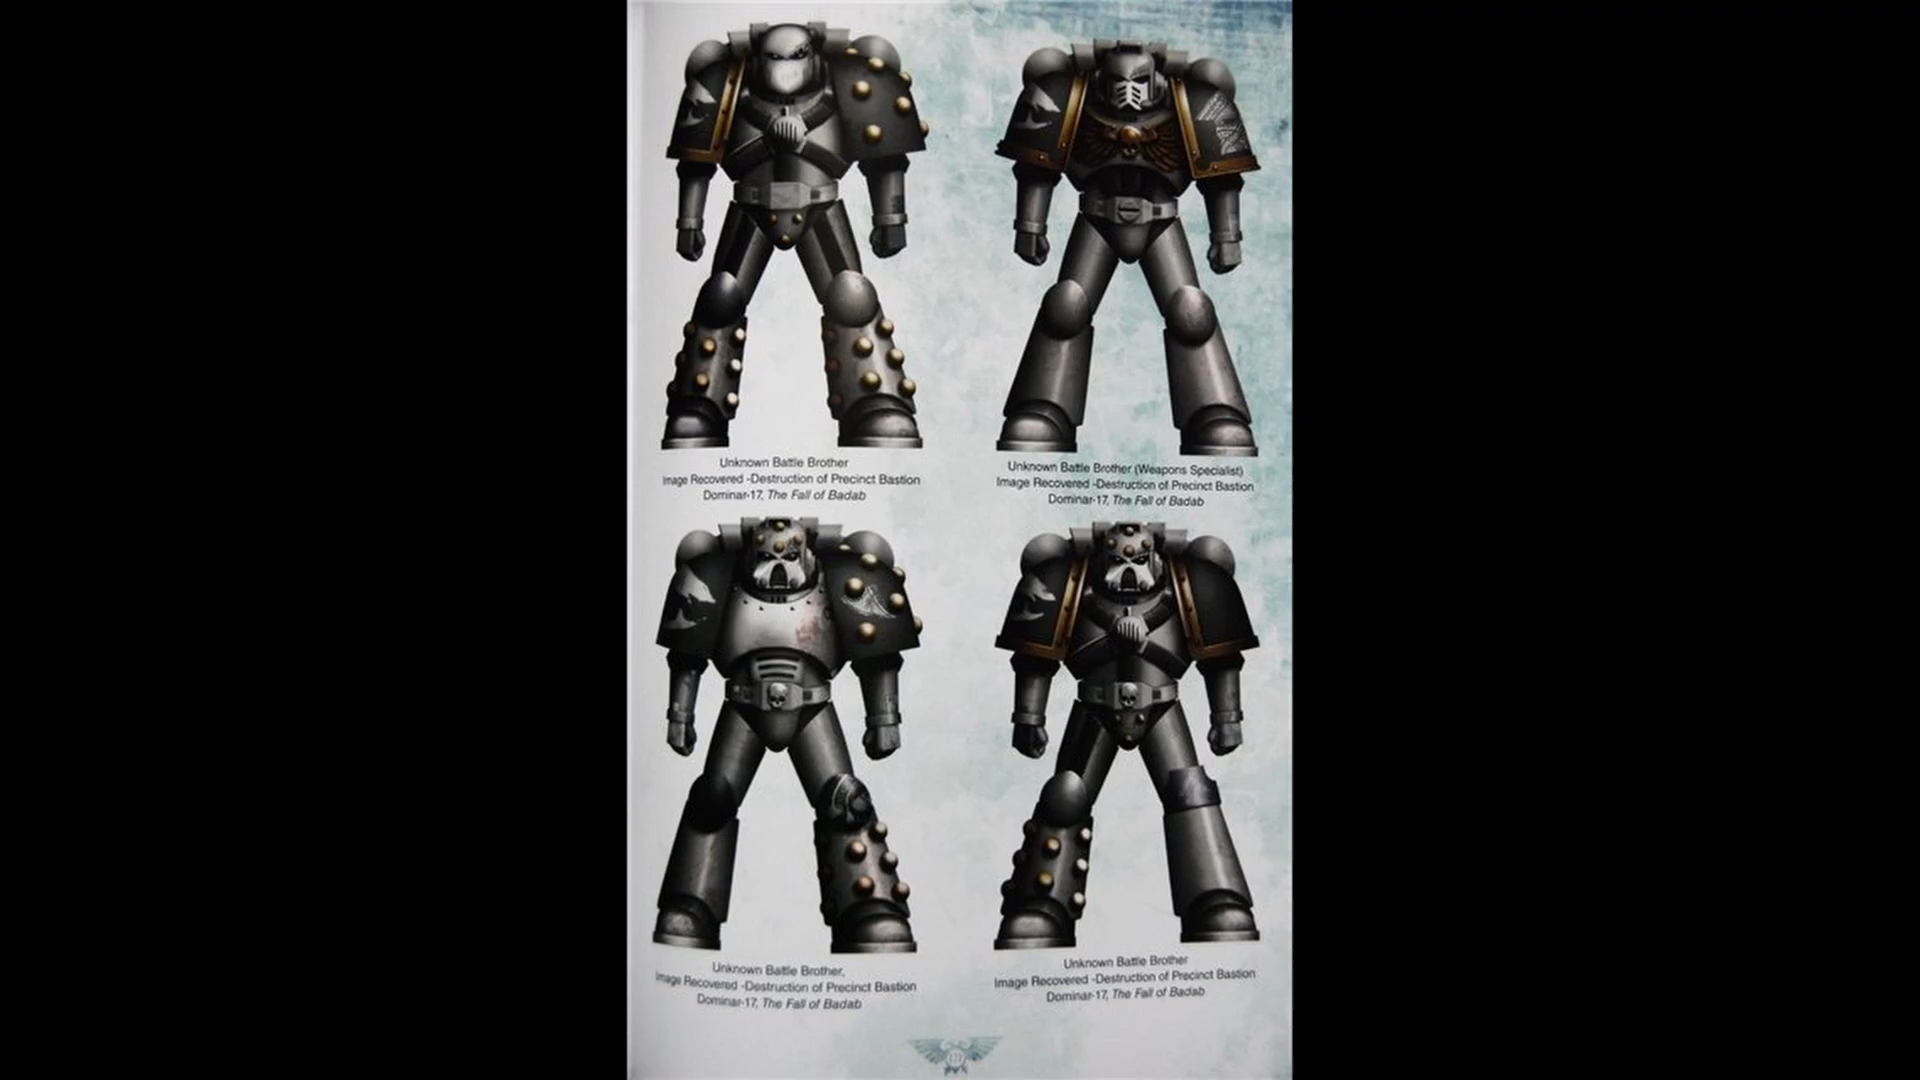 Unknown Battle Brother
Image Recovered -Destruction of Precinct Bastion
Dominar-17, The Fall of Badab
Unknown Battle Brother (Weapons Specialist)
Image Recovered -Destruction of Precinct Bastion
Dominar-17, The Fall of Badab
Unknown Battle Brother,
Image Recovered -Destruction of Precinct Bastion
Dominar-17, The Fall of Badab
Unknown Battle Brother
Image Recovered -Destruction of Precinct Bastion
Dominar-17, The Fall of Badab